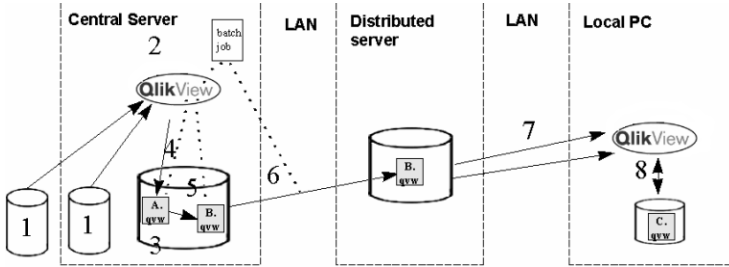 Central Server
LAN
Distributed
server
LAN
Local PC
2
batch
job
QlikView
7
QlikView
4
5
6
8
1
1
A.
qvw
B.
qvw
3
B.
qvw
C.
qvw